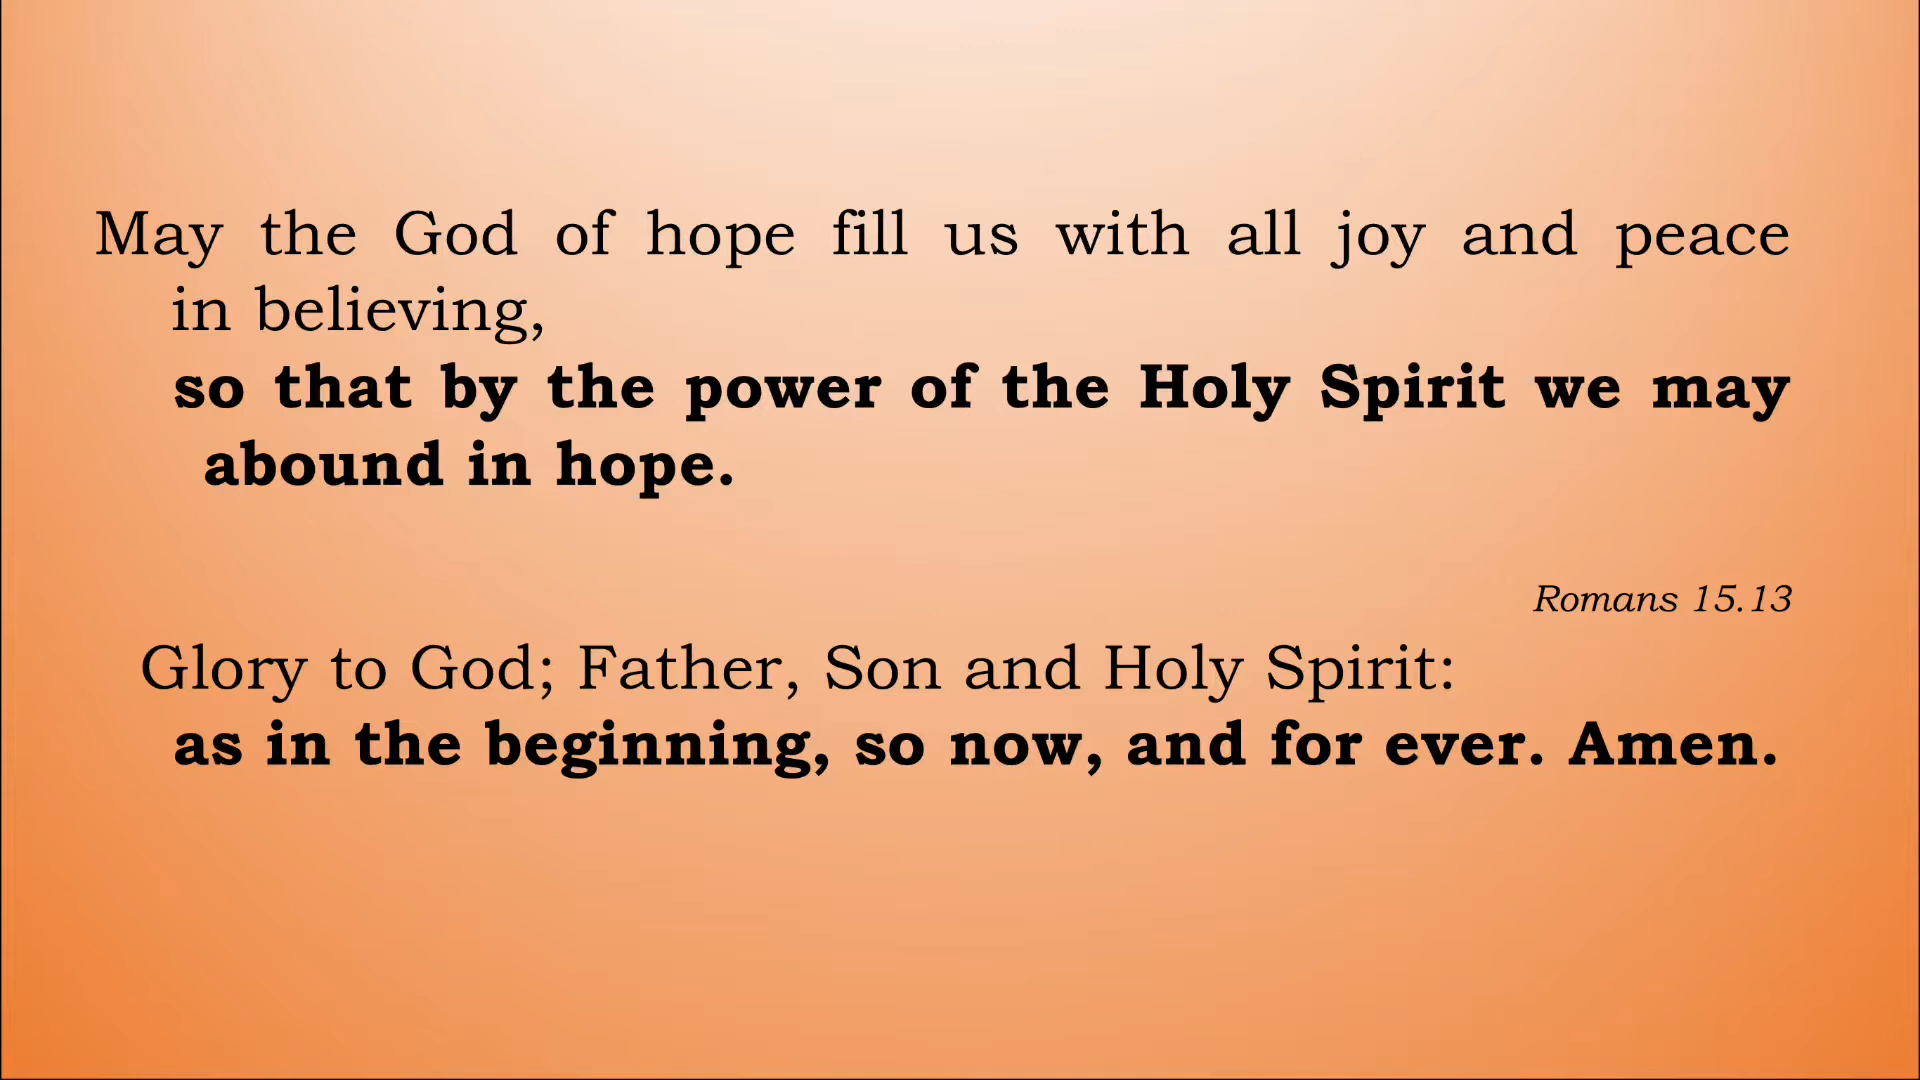 May the God of hope fill us with all joy and peace
in believing,
so that by the power of the Holy Spirit we may
abound in hope.
Romans 15.13
Glory to God; Father, Son and Holy Spirit:
as in the beginning, so now, and for ever. Amen.